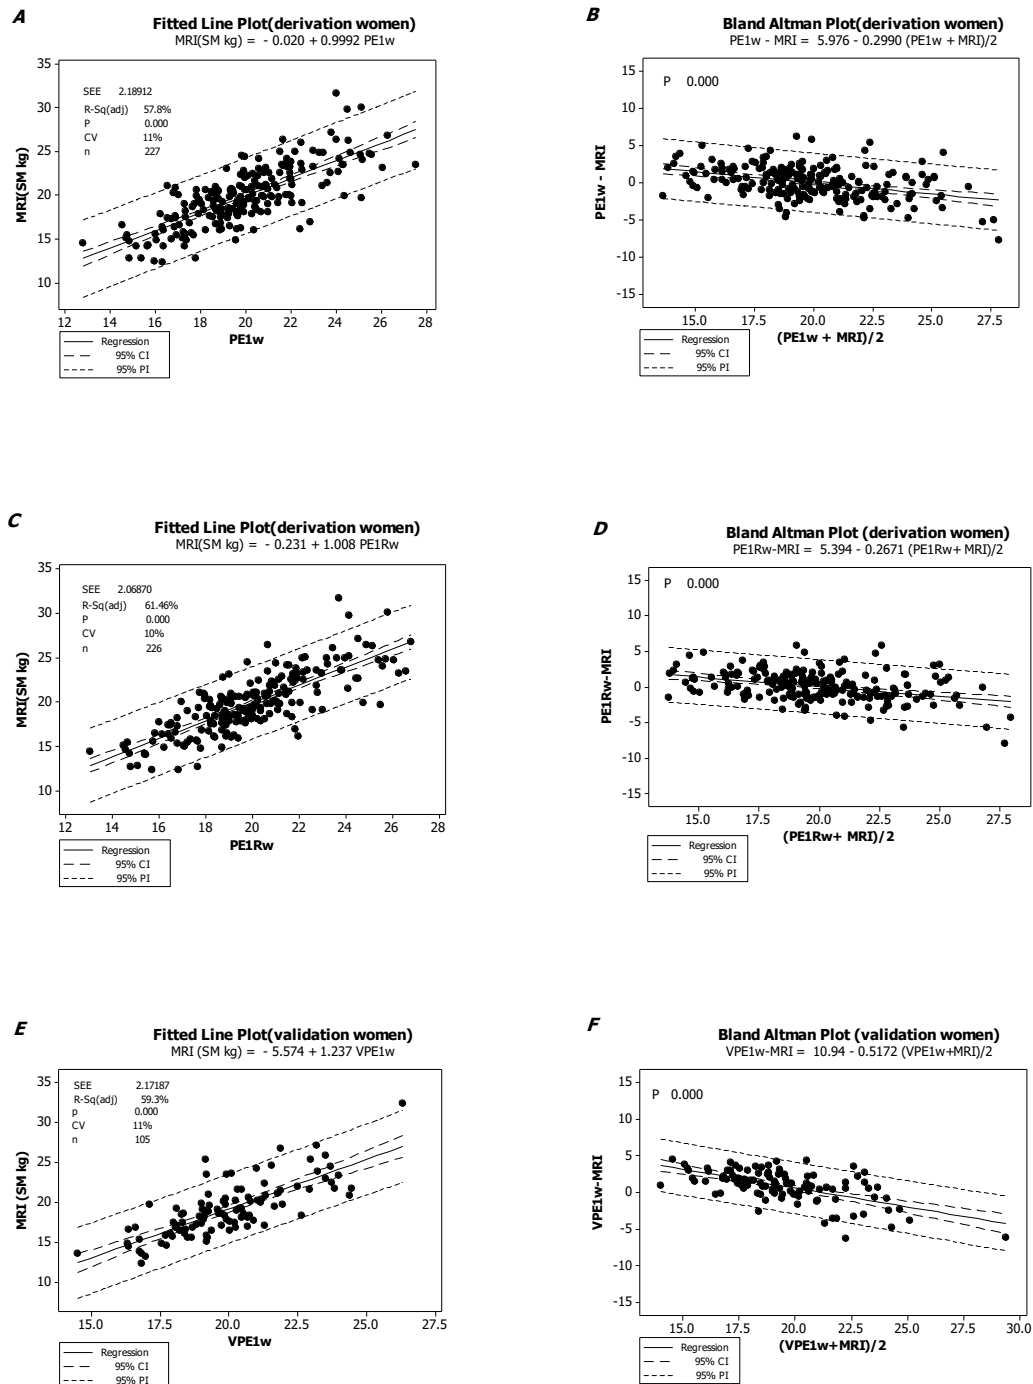 A
Fitted Line Plot(derivation women)
MRI(SM kg) = - 0.020 + 0.9992 PE1w
SEE 2.18912
R-Sq(adj) 57.8%
P 0.000
CV 11%
n 227
MRI(SM kg)
35
30
25
20
15
10
12 14 16 18 20 22 24 26 28
PE1w
Regression
95% CI
95% PI
B
Bland Altman Plot(derivation women)
PE1w - MRI = 5.976 - 0.2990 (PE1w + MRI)/2
P 0.000
PE1w - MRI
15
10
5
0
-5
-10
-15
15.0 17.5 20.0 22.5 25.0 27.5
(PE1w + MRI)/2
Regression
95% CI
95% PI
C
Fitted Line Plot(derivation women)
MRI(SM kg) = - 0.231 + 1.008 PE1Rw
SEE 2.06870
R-Sq(adj) 61.46%
P 0.000
CV 10%
n 226
MRI(SM kg)
35
30
25
20
15
10
12 14 16 18 20 22 24 26 28
PE1Rw
Regression
95% CI
95% PI
D
Bland Altman Plot (derivation women)
PE1Rw-MRI = 5.394 - 0.2671 (PE1Rw+ MRI)/2
P 0.000
PE1Rw-MRI
15
10
5
0
-5
-10
-15
15.0 17.5 20.0 22.5 25.0 27.5
(PE1Rw+ MRI)/2
Regression
95% CI
95% PI
E
Fitted Line Plot(validation women)
MRI (SM kg) = - 5.574 + 1.237 VPE1w
SEE 2.17187
R-Sq(adj) 59.3%
p 0.000
CV 11%
n 105
MRI (SM kg)
35
30
25
20
15
10
15.0 17.5 20.0 22.5 25.0 27.5
VPE1w
Regression
95% CI
95% PI
F
Bland Altman Plot (validation women)
VPE1w-MRI = 10.94 - 0.5172 (VPE1w+MRI)/2
P 0.000
VPE1w-MRI
15
10
5
0
-5
-10
-15
15.0 17.5 20.0 22.5 25.0 27.5 30.0
(VPE1w+MRI)/2
Regression
95% CI
95% PI